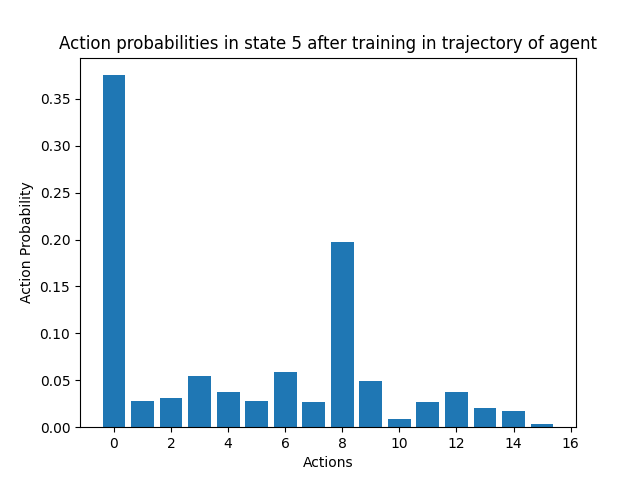 Action probabilities in state 5 after training in trajectory of agent
0.35
0.30
0.25
0.20
0.15
0.10
0.05
0.00
Action Probability
0 2 4 6 8 10 12 14 16
Actions